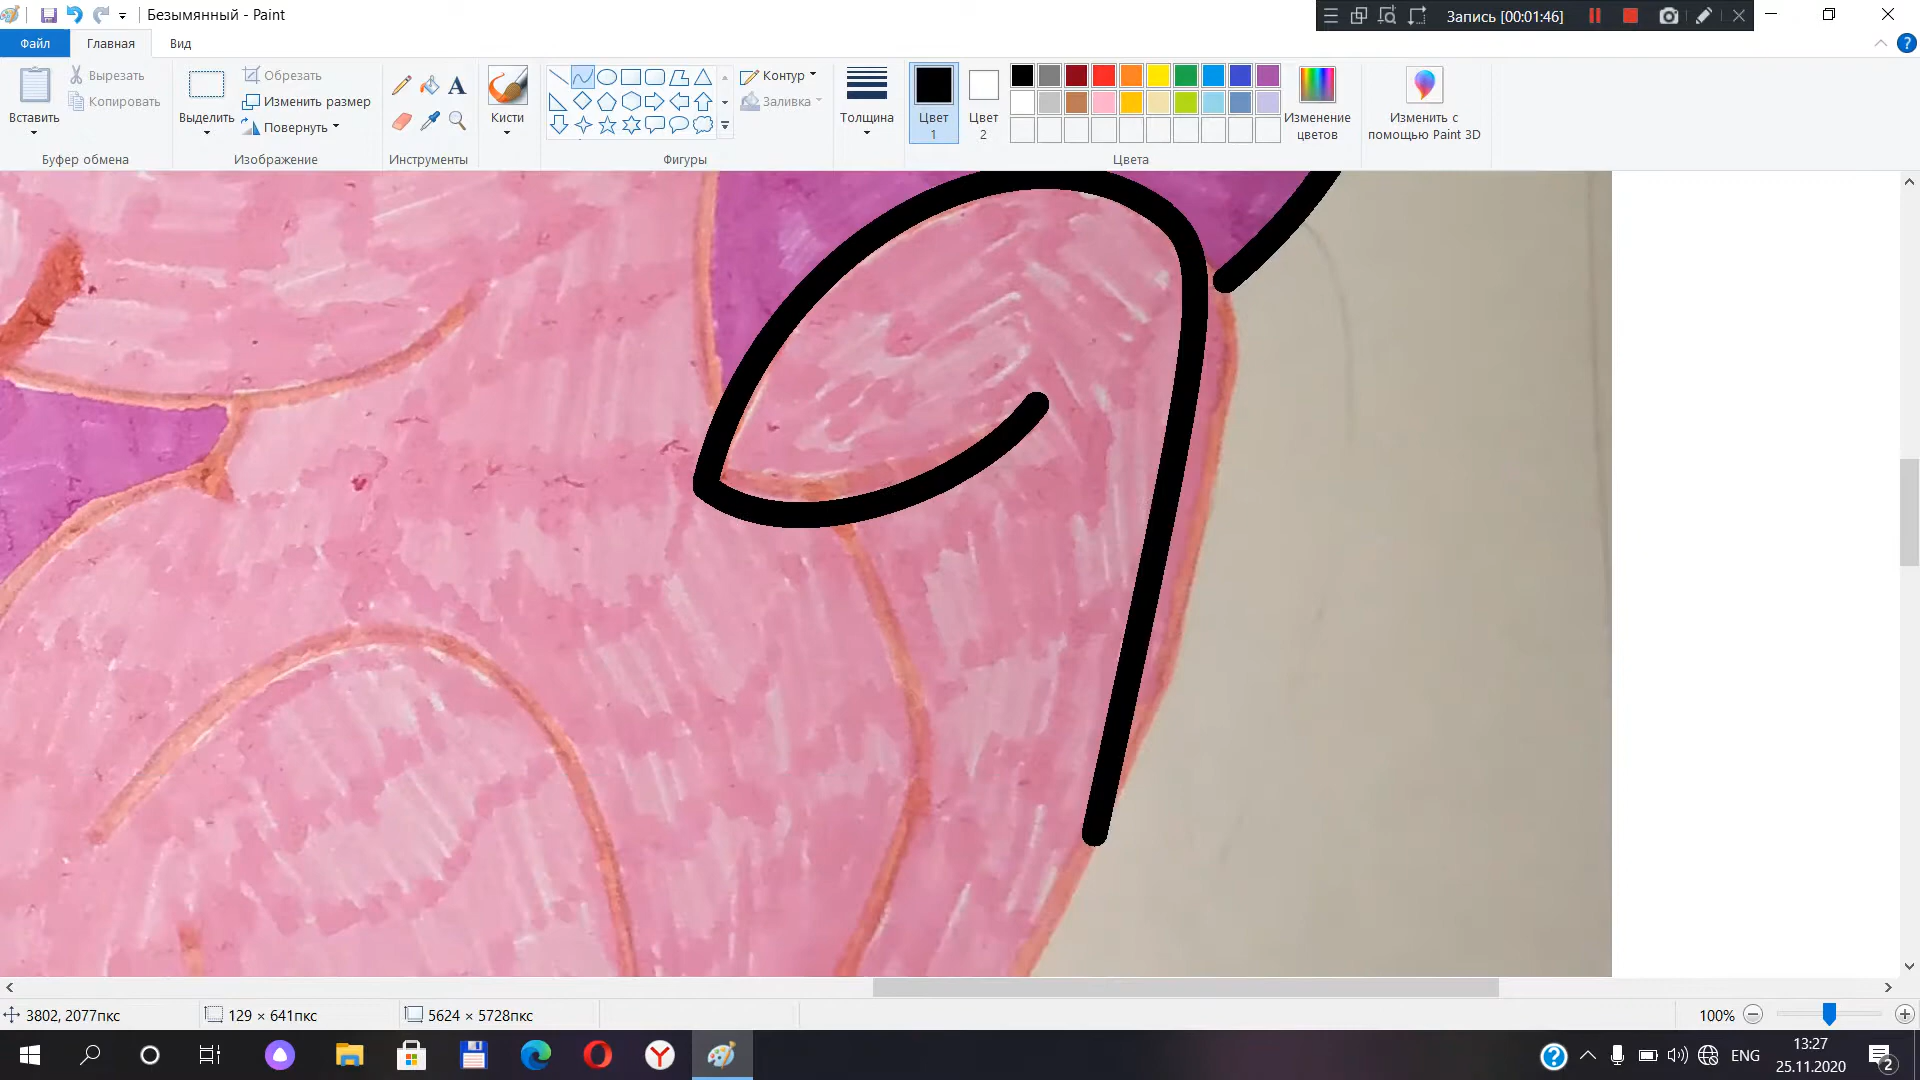 Безымянный - Paint
Запись [00:01:46]
Файл
Главная
Вид
Вставить
Вырезать
Копировать
Буфер обмена
Выделить
Обрезать
Изменить размер
Повернуть
Изображение
A
Инструменты
Кисти
Контур
Заливка
Фигуры
Толщина
Цвет
1
Цвет
2
Изменение
цветов
Цвета
Изменить с
помощью Paint 3D
3802, 2077пкс
129 × 641пкс
5624 × 5728пкс
100%
ENG
13:27
25.11.2020
2